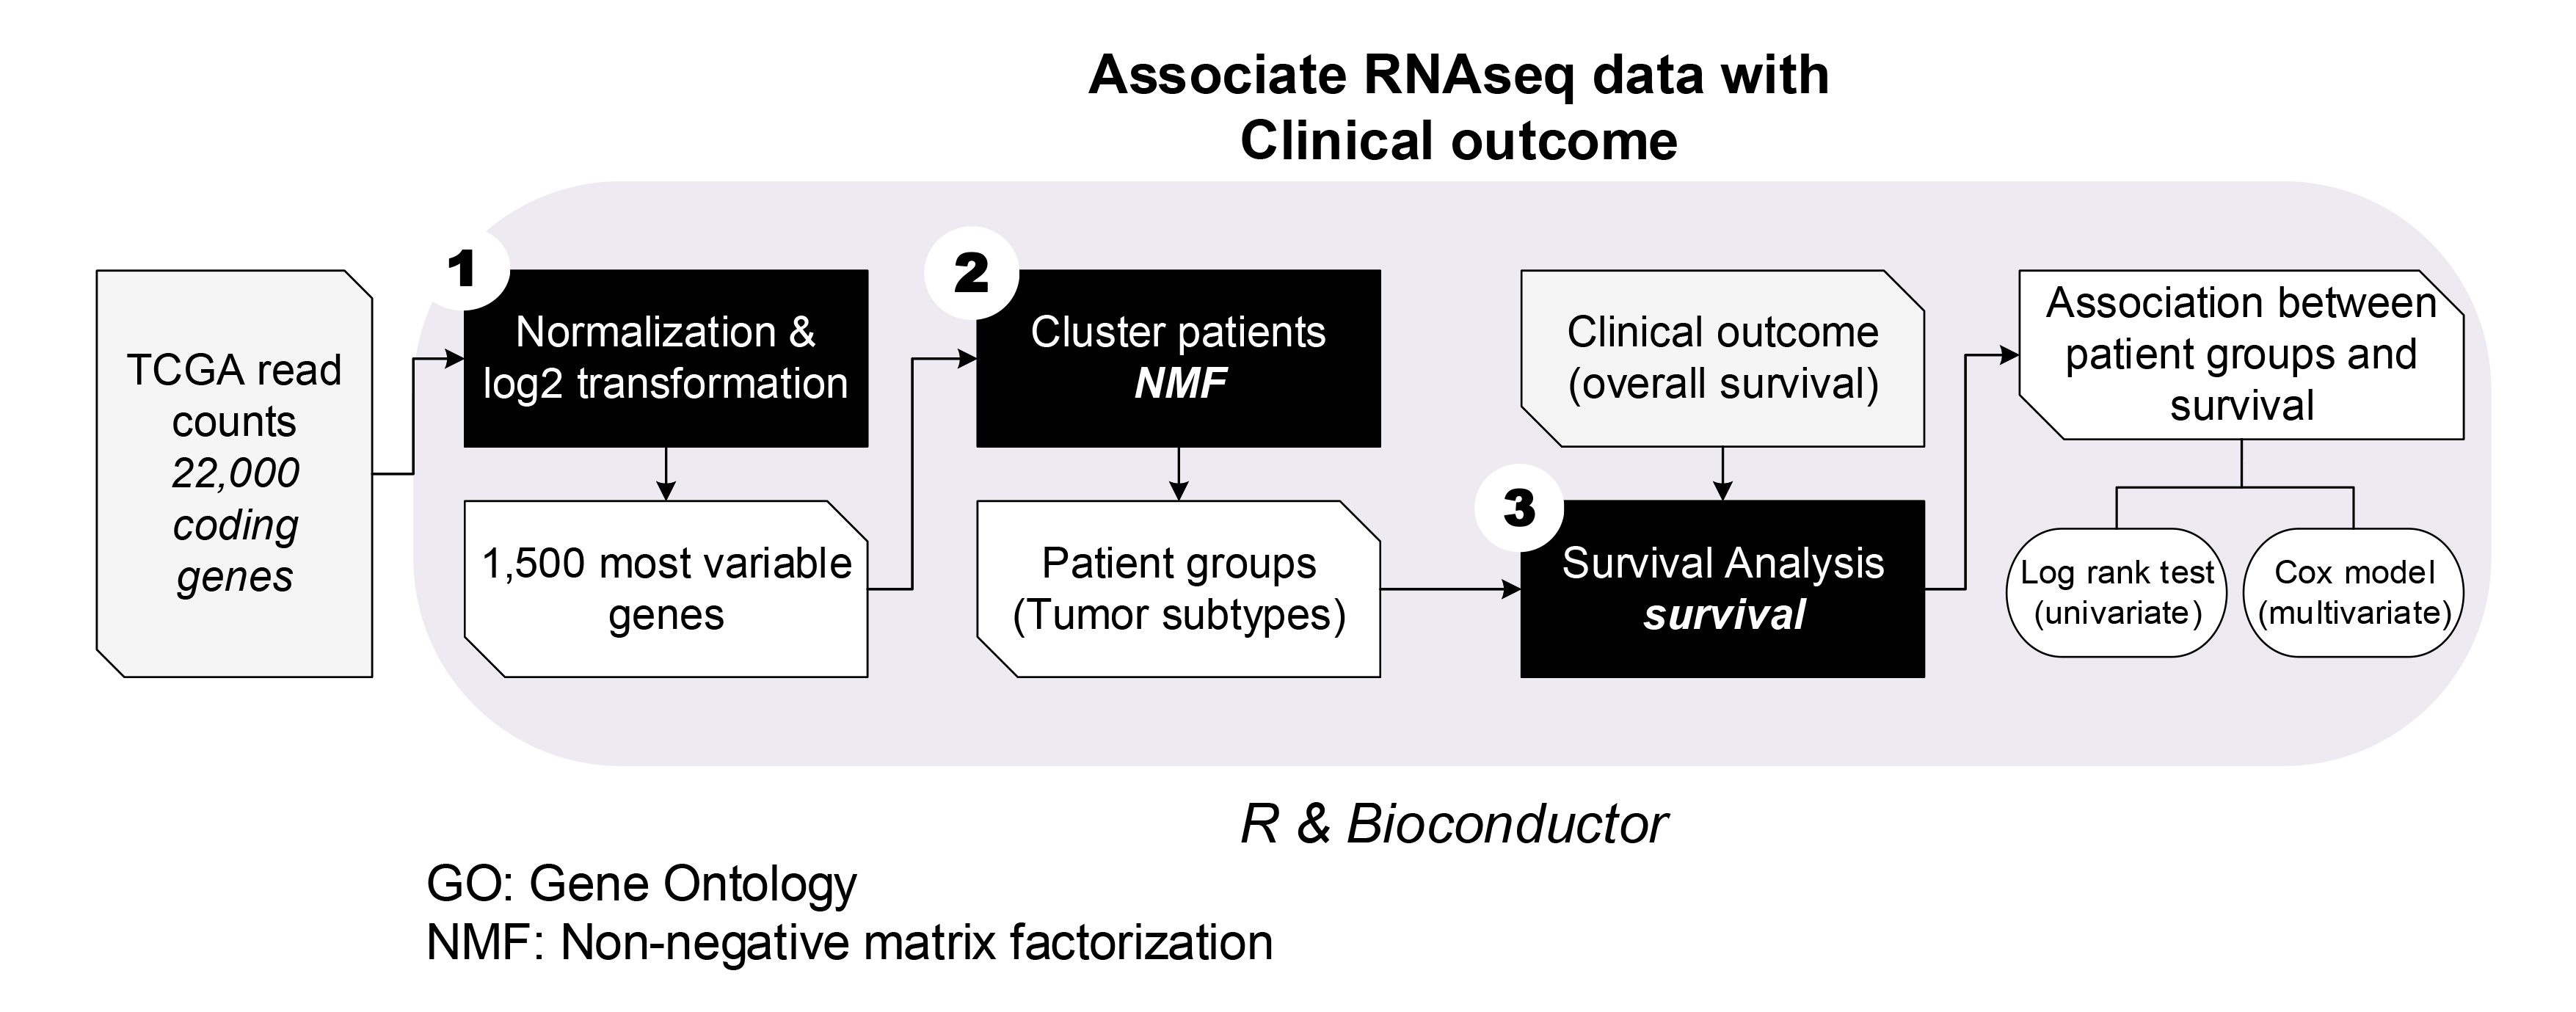 Associate RNAseq data with
Clinical outcome
TCGA read
counts
22,000
coding
genes
1
Normalization &
log2 transformation
1,500 most variable
genes
2
Cluster patients
NMF
Patient groups
(Tumor subtypes)
Clinical outcome
(overall survival)
3
Survival Analysis
survival
Association between
patient groups and
survival
Log rank test
(univariate)
Cox model
(multivariate)
R & Bioconductor
GO: Gene Ontology
NMF: Non-negative matrix factorization